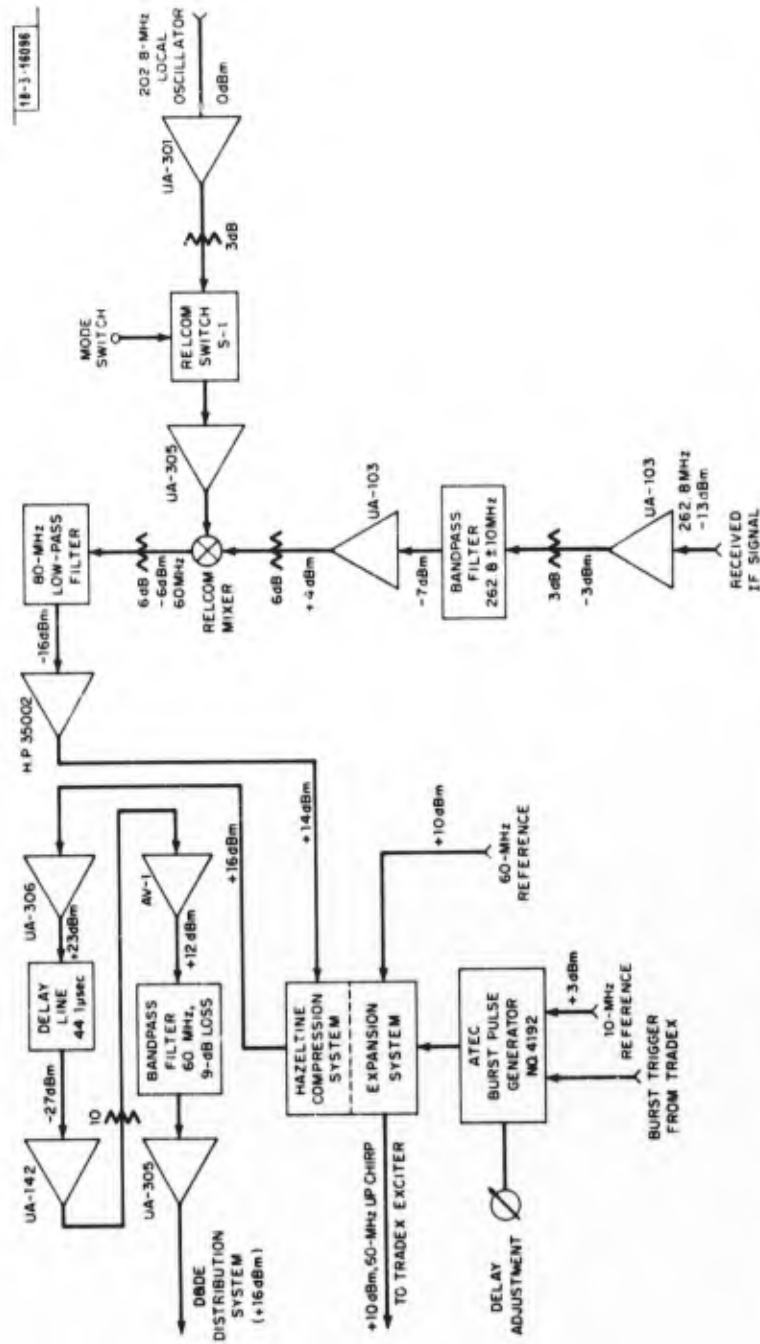 18-3-16096
202 8-MHz
LOCAL
OSCILLATOR
0dBm
UA-301
3dB
MODE
SWITCH
RELCOM
SWITCH
S-1
UA-305
80-MHz
LOW-PASS
FILTER
6dB
-6dBm
60MHz
RELCOM
MIXER
6dB
+4dBm
UA-103
-7dBm
BANDPASS
FILTER
262 8 ± 10MHz
3dB
-3dBm
UA-103
262.8MHz
-13dBm
RECEIVED
IF SIGNAL
-16dBm
H.P 35002
+14dBm
UA-306
+23dBm
DELAY
LINE
44 1µsec
-27dBm
UA-142
10
AV-1
+12dBm
BANDPASS
FILTER
60 MHz,
9-dB LOSS
UA-305
DBDE
DISTRIBUTION
SYSTEM
(+16dBm)
+16dBm
HAZELTINE
COMPRESSION
SYSTEM
EXPANSION
SYSTEM
+10dBm
60-MHz
REFERENCE
+10dBm, 50-MHz UP CHIRP
TO TRADEX EXCITER
ATEC
BURST PULSE
GENERATOR
NO. 4192
+3dBm
10-MHz
REFERENCE
BURST TRIGGER
FROM TRADEX
DELAY
ADJUSTMENT